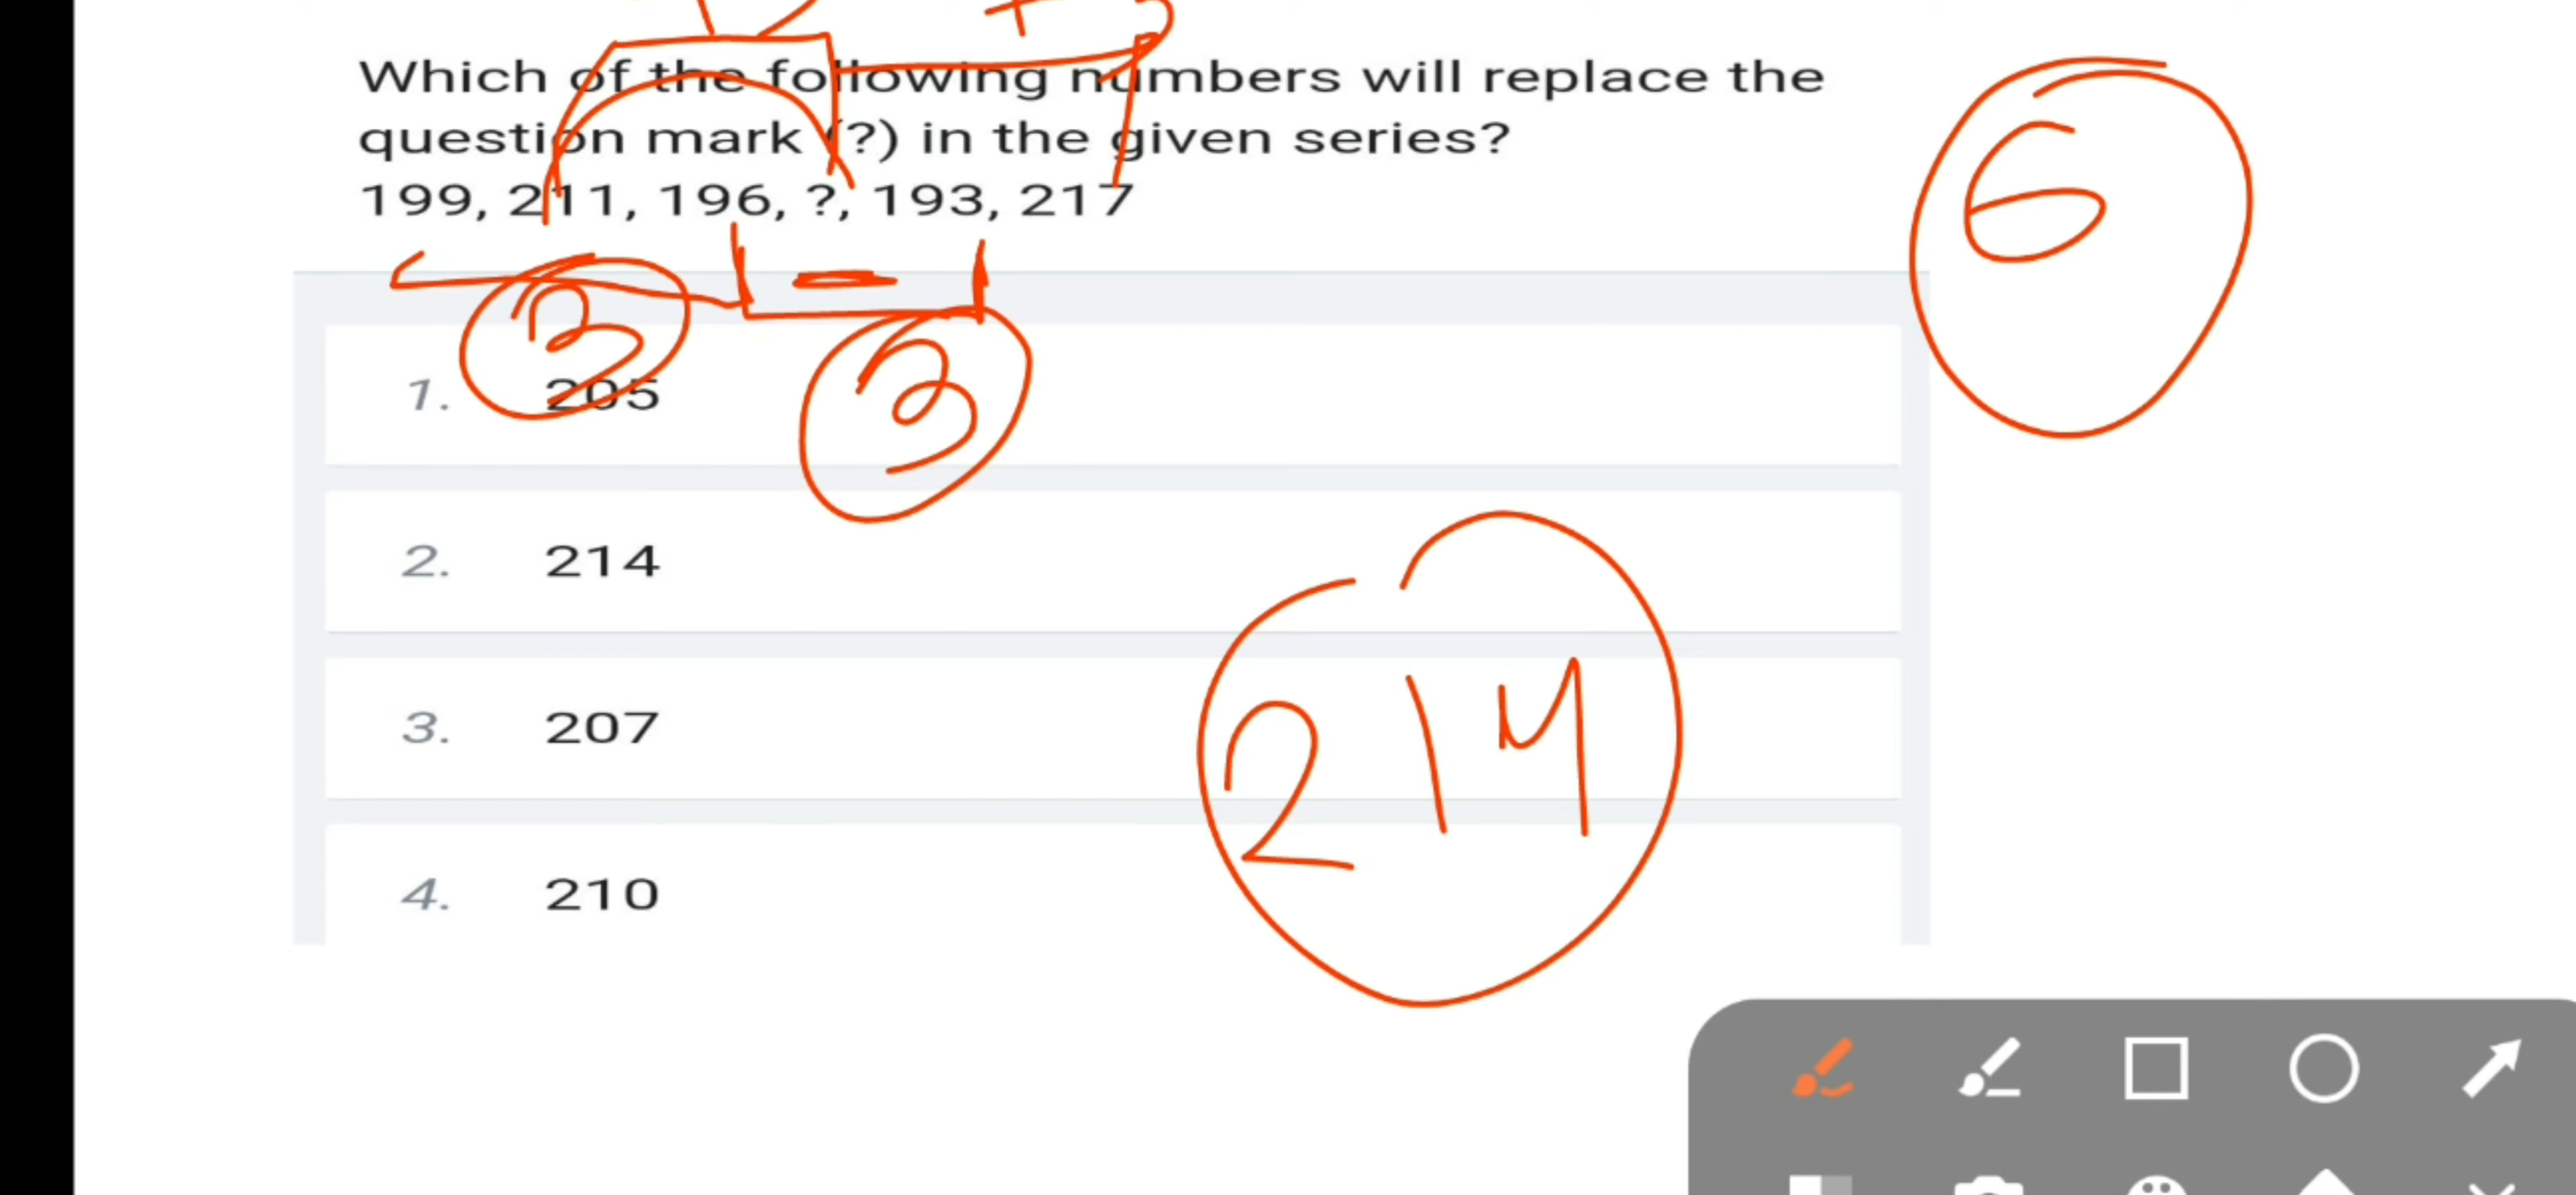 Which of the following numbers will replace the
question mark (?) in the given series?
199, 211, 196, ?, 193, 217
6
3
1. 205
3
2. 214
214
3. 207
4. 210